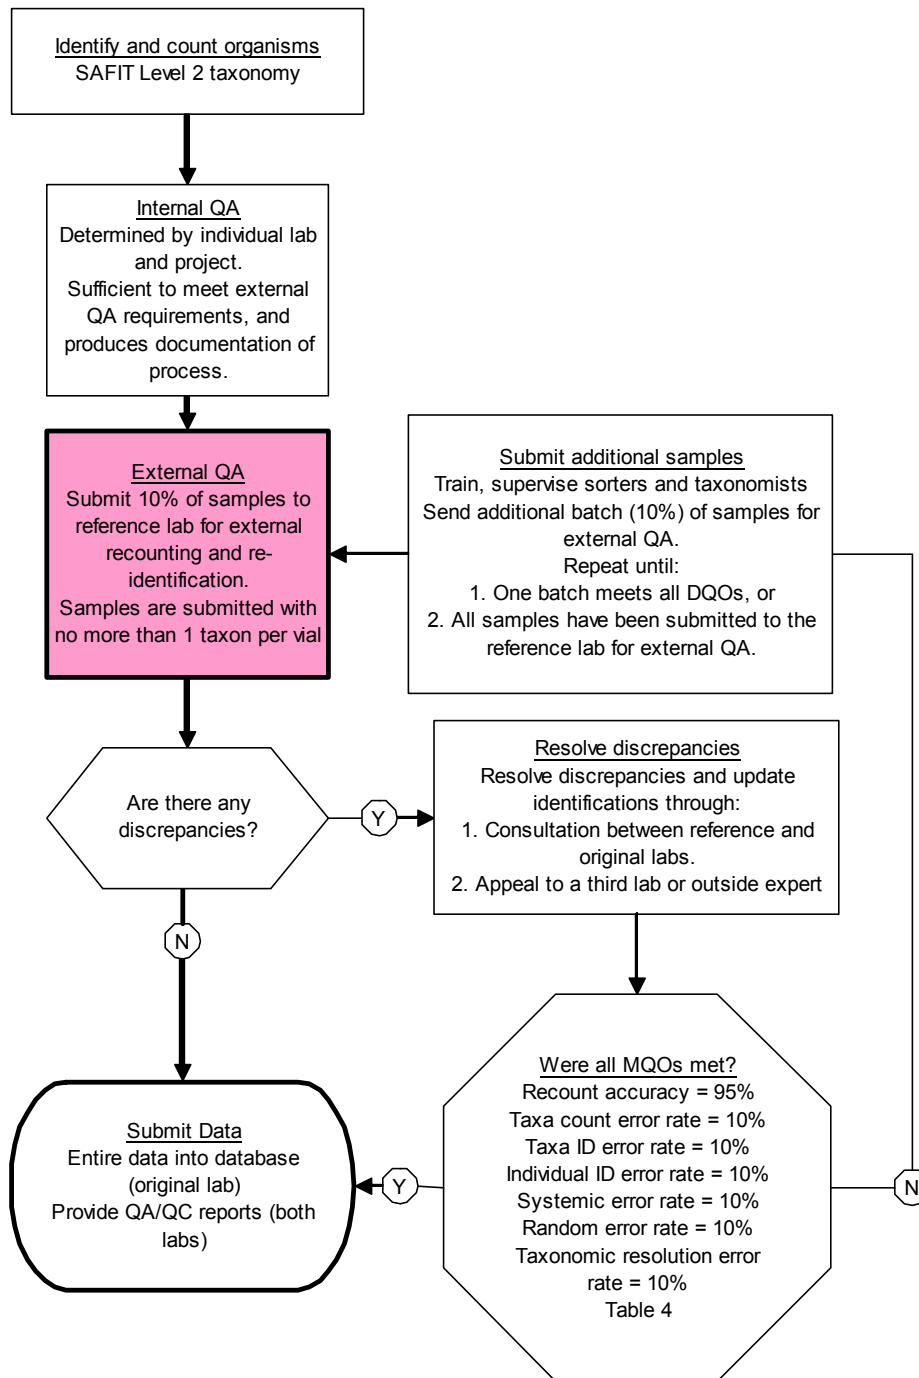 Identify and count organisms
SAFIT Level 2 taxonomy
Internal QA
Determined by individual lab
and project.
Sufficient to meet external
QA requirements, and
produces documentation of
process.
External QA
Submit 10% of samples to
reference lab for external
recounting and re-
identification.
Samples are submitted with
no more than 1 taxon per vial
Submit additional samples
Train, supervise sorters and taxonomists
Send additional batch (10%) of samples for
external QA.
Repeat until:
1. One batch meets all DQOs, or
2. All samples have been submitted to the
reference lab for external QA.
Are there any
discrepancies?
Y
Resolve discrepancies
Resolve discrepancies and update
identifications through:
1. Consultation between reference and
original labs.
2. Appeal to a third lab or outside expert
N
Were all MQOs met?
Recount accuracy = 95%
Taxa count error rate = 10%
Taxa ID error rate = 10%
Individual ID error rate = 10%
Systemic error rate = 10%
Random error rate = 10%
Taxonomic resolution error
rate = 10%
Table 4
Y
N
Submit Data
Entire data into database
(original lab)
Provide QA/QC reports (both
labs)